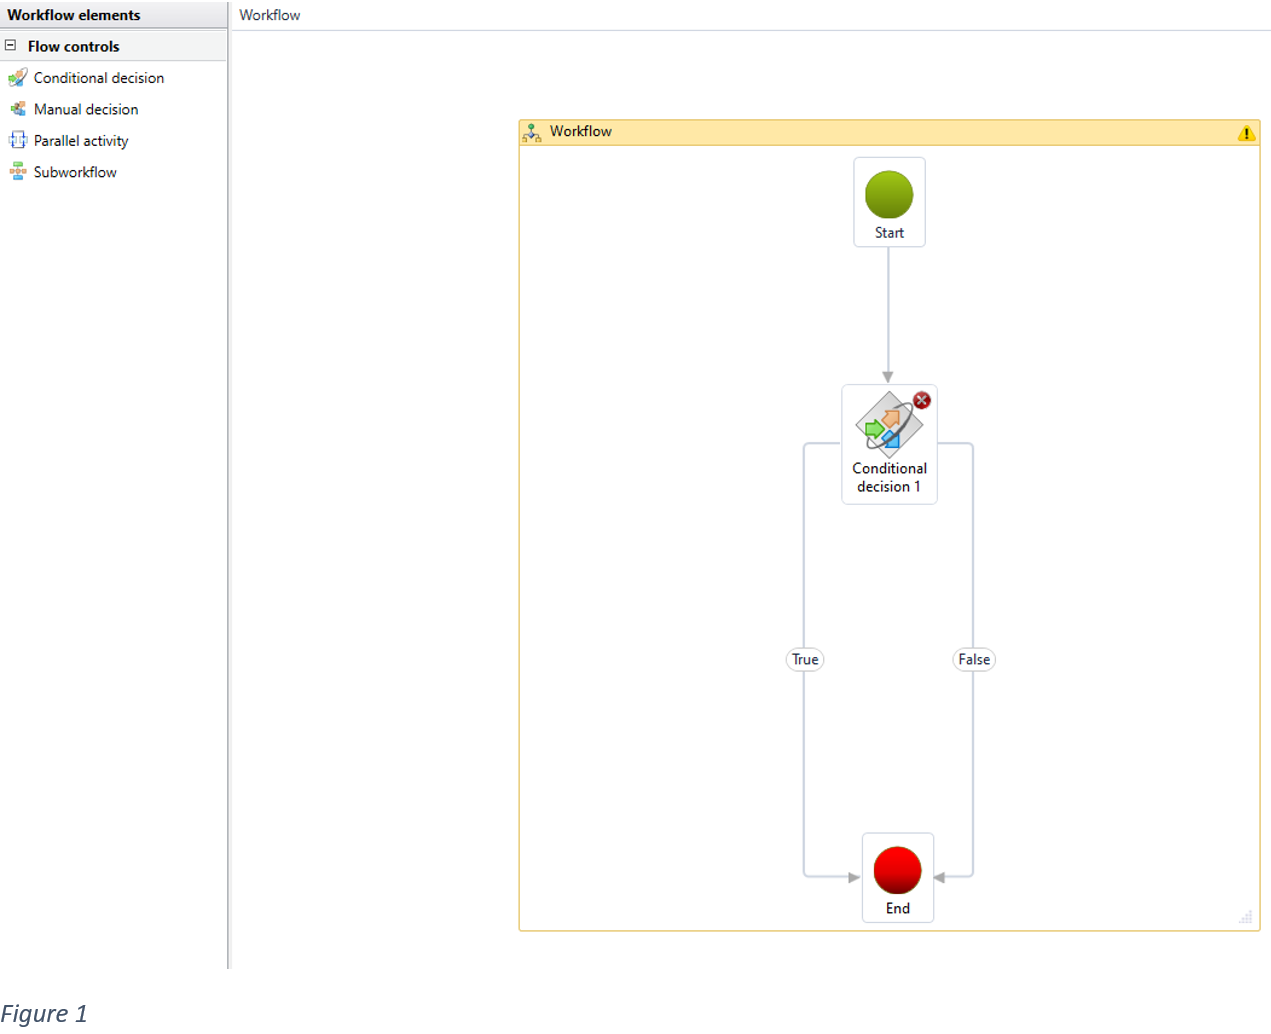 Workflow elements
Workflow
Flow controls
Conditional decision
Manual decision
Parallel activity
Subworkflow
Workflow
Start
Conditional
decision 1
True
False
End
Figure 1